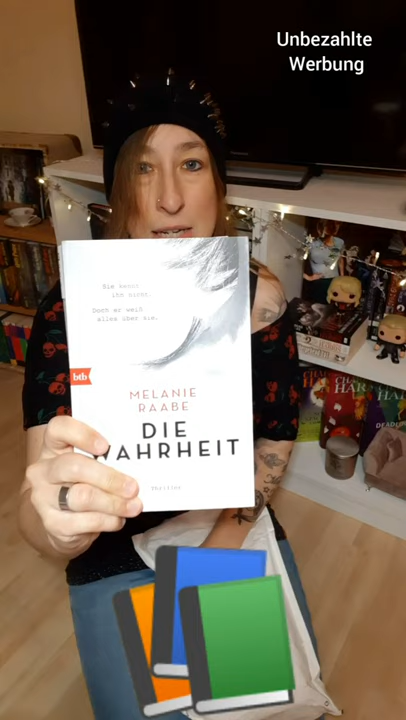 Unbezahlte
Werbung
Sie kennt
ihn nicht.
Doch er weiß
alles über sie.
btb
MELANIE
RAABE
DIE
WAHRHEIT
Thriller